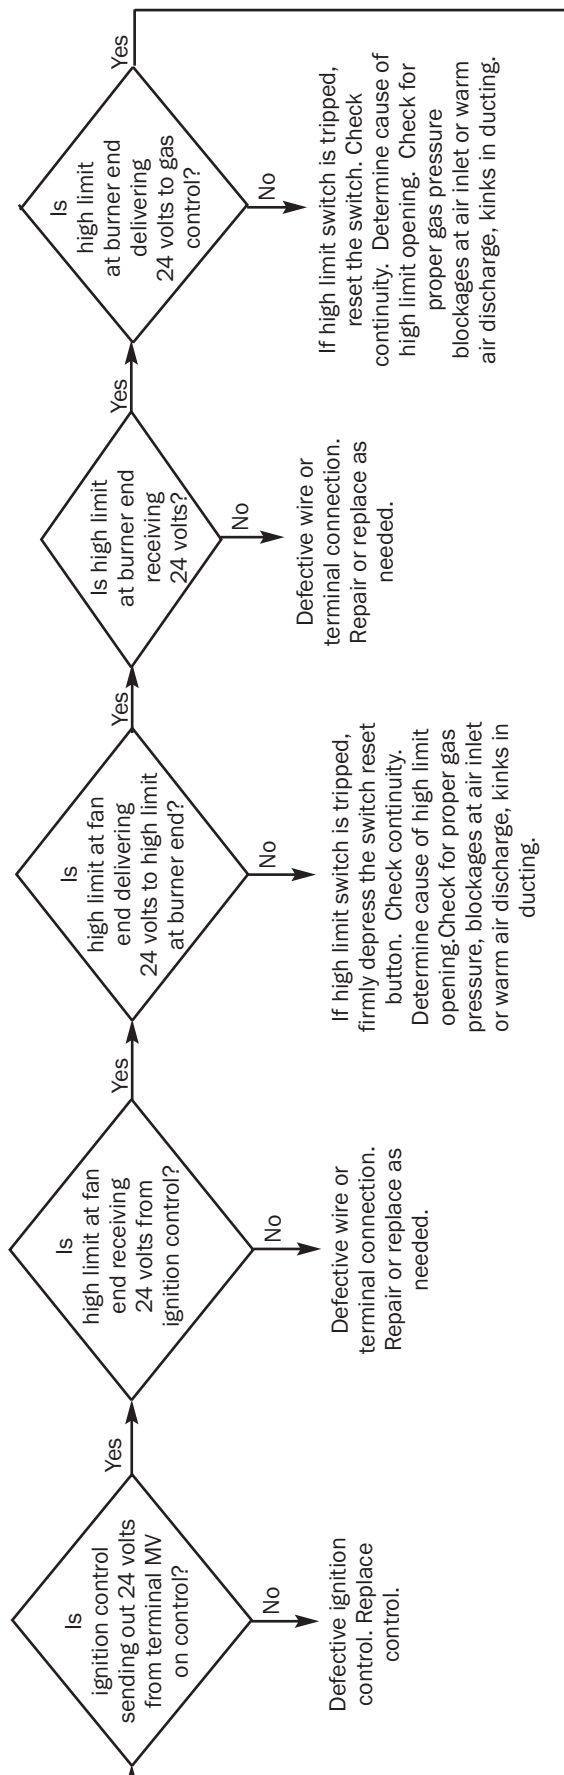 Is
ignition control
sending out 24 volts
from terminal MV
on control?
Yes
No
Defective ignition
control. Replace
control.
Is
high limit at fan
end receiving
24 volts from
ignition control?
Yes
No
Defective wire or
terminal connection.
Repair or replace as
needed.
Is
high limit at fan
end delivering
24 volts to high limit
at burner end?
Yes
No
If high limit switch is tripped,
firmly depress the switch reset
button. Check continuity.
Determine cause of high limit
opening.Check for proper gas
pressure, blockages at air inlet
or warm air discharge, kinks in
ducting.
Is high limit
at burner end
receiving
24 volts?
Yes
No
Defective wire or
terminal connection.
Repair or replace as
needed.
Is
high limit
at burner end
delivering
24 volts to gas
control?
Yes
No
If high limit switch is tripped,
reset the switch. Check
continuity. Determine cause of
high limit opening. Check for
proper gas pressure
blockages at air inlet or warm
air discharge, kinks in ducting.